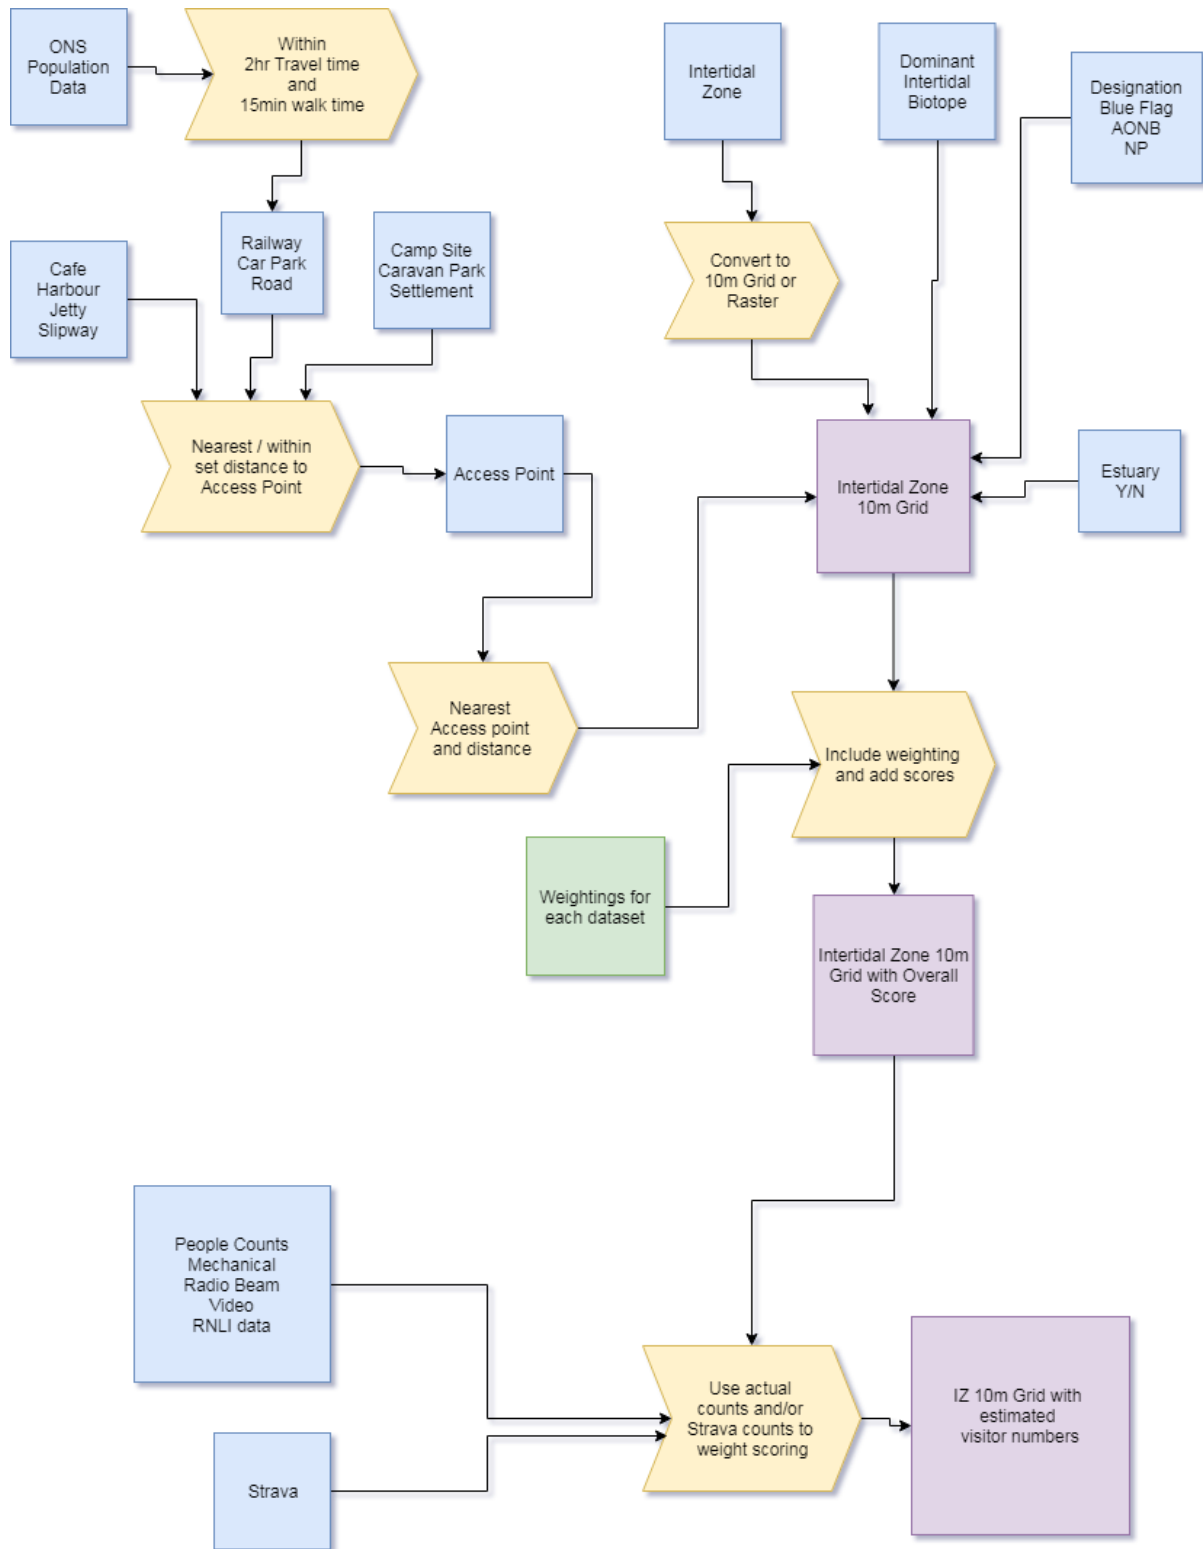 ONS
Population
Data
Within
2hr Travel time
and
15min walk time
Intertidal
Zone
Dominant
Intertidal
Biotope
Designation
Blue Flag
AONB
NP
Cafe
Harbour
Jetty
Slipway
Railway
Car Park
Road
Camp Site
Caravan Park
Settlement
Convert to
10m Grid or
Raster
Nearest / within
set distance to
Access Point
Access Point
Intertidal Zone
10m Grid
Estuary
Y/N
Nearest
Access point
and distance
Include weighting
and add scores
Weightings for
each dataset
Intertidal Zone 10m
Grid with Overall
Score
People Counts
Mechanical
Radio Beam
Video
RNLI data
Use actual
counts and/or
Strava counts to
weight scoring
IZ 10m Grid with
estimated
visitor numbers
Strava